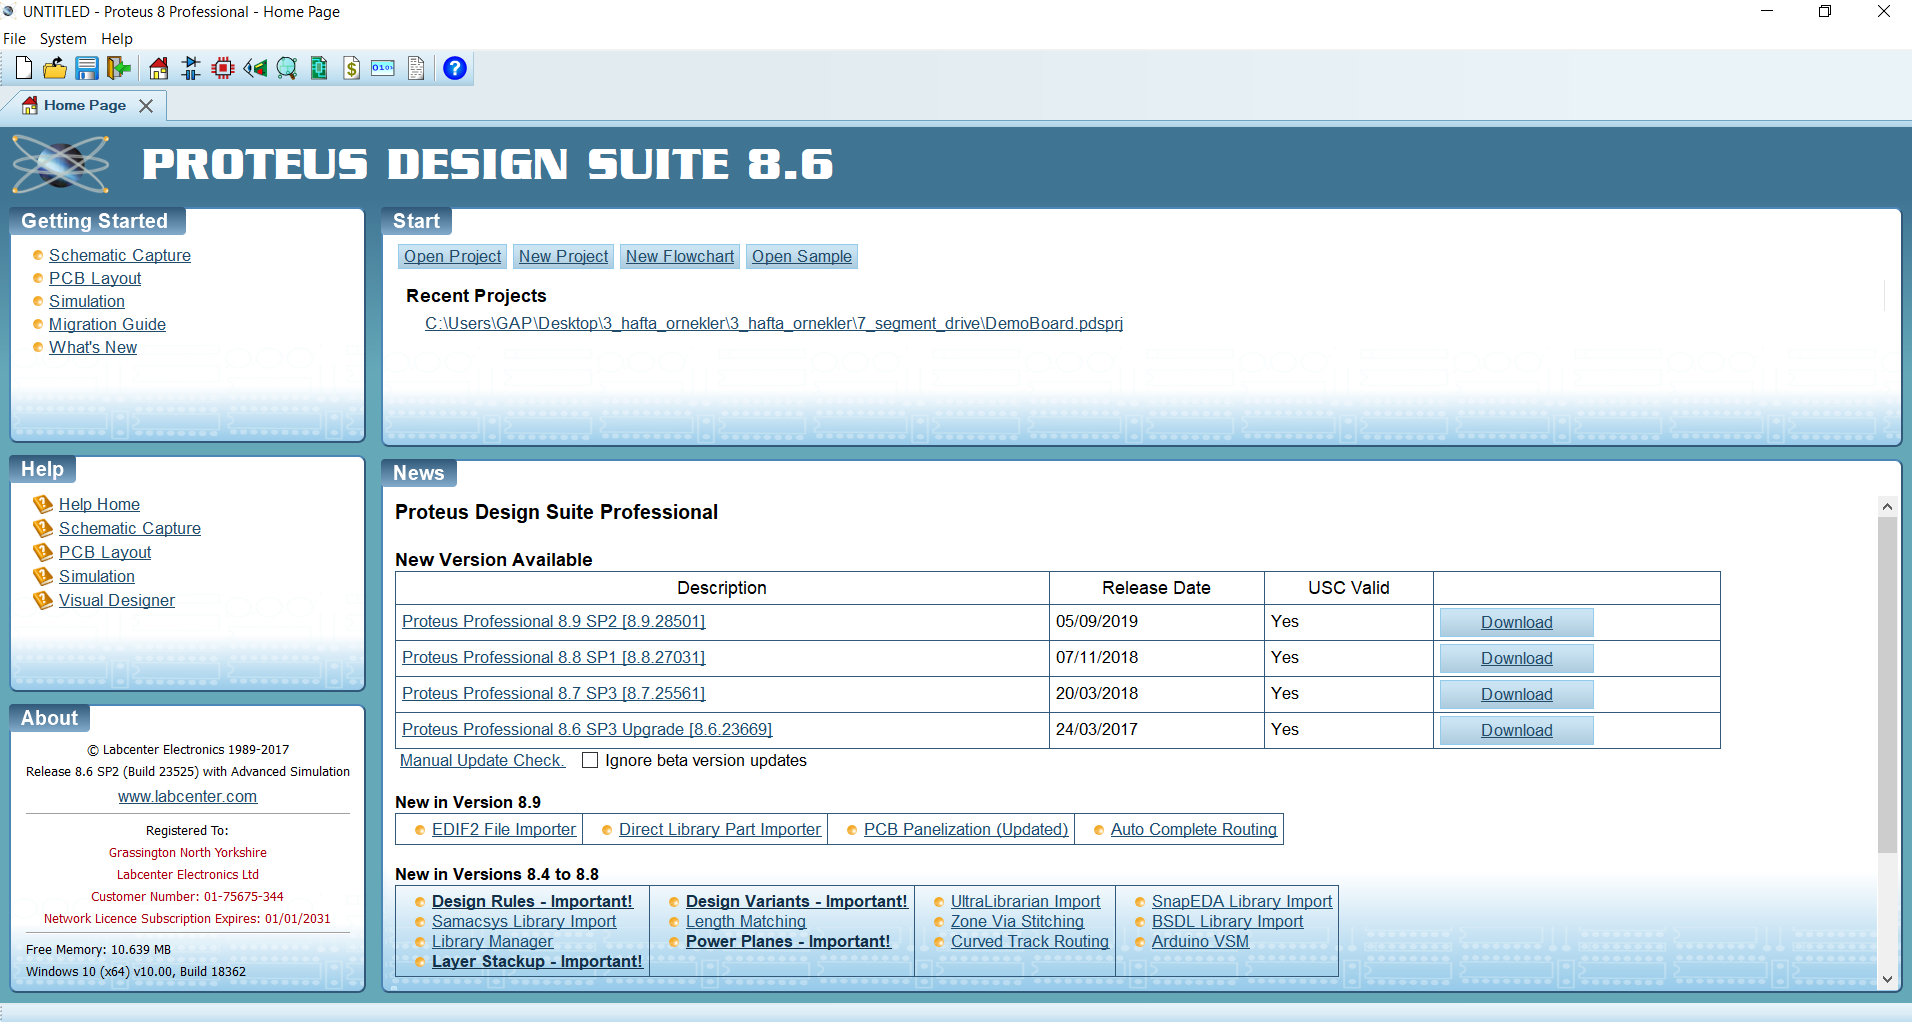 UNTITLED - Proteus 8 Professional - Home Page
File System Help
Home Page
PROTEUS DESIGN SUITE 8.6
Getting Started
Schematic Capture
PCB Layout
Simulation
Migration Guide
What's New
Start
Open Project New Project New Flowchart Open Sample
Recent Projects
C:\Users\GAP\Desktop\3_hafta_ornekler\3_hafta_ornekler\7_segment_drive\DemoBoard.pdsprj
Help
Help Home
Schematic Capture
PCB Layout
Simulation
Visual Designer
News
Proteus Design Suite Professional
New Version Available
Description Release Date USC Valid
Proteus Professional 8.9 SP2 [8.9.28501] 05/09/2019 Yes Download
Proteus Professional 8.8 SP1 [8.8.27031] 07/11/2018 Yes Download
Proteus Professional 8.7 SP3 [8.7.25561] 20/03/2018 Yes Download
Proteus Professional 8.6 SP3 Upgrade [8.6.23669] 24/03/2017 Yes Download
Manual Update Check. Ignore beta version updates
New in Version 8.9
EDIF2 File Importer Direct Library Part Importer PCB Panelization (Updated) Auto Complete Routing
New in Versions 8.4 to 8.8
Design Rules - Important! Design Variants - Important! UltraLibrarian Import SnapEDA Library Import
Samacsys Library Import Length Matching Zone Via Stitching BSDL Library Import
Library Manager Power Planes - Important! Curved Track Routing Arduino VSM
Layer Stackup - Important!
About
© Labcenter Electronics 1989-2017
Release 8.6 SP2 (Build 23525) with Advanced Simulation
www.labcenter.com
Registered To:
Grassington North Yorkshire
Labcenter Electronics Ltd
Customer Number: 01-75675-344
Network Licence Subscription Expires: 01/01/2031
Free Memory: 10.639 MB
Windows 10 (x64) v10.00, Build 18362